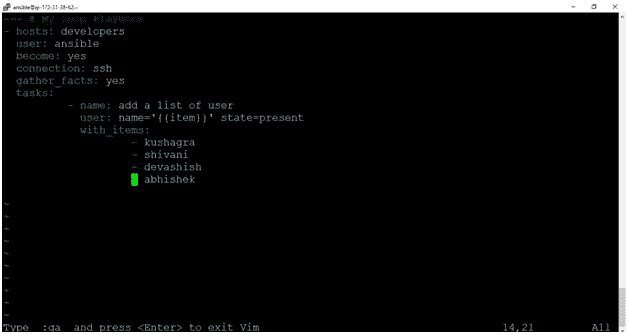 ansible@ip-172-31-38-62:~
--- # My Loop Playbook
- hosts: developers
  user: ansible
  become: yes
  connection: ssh
  gather_facts: yes
  tasks:
          - name: add a list of user
            user: name='{{item}}' state=present
            with_items:
                    - kushagra
                    - shivani
                    - devashish
                    - abhishek
~
~
~
~
~
~
~
~
~
~
Type  :qa  and press <Enter> to exit Vim 14,21 All